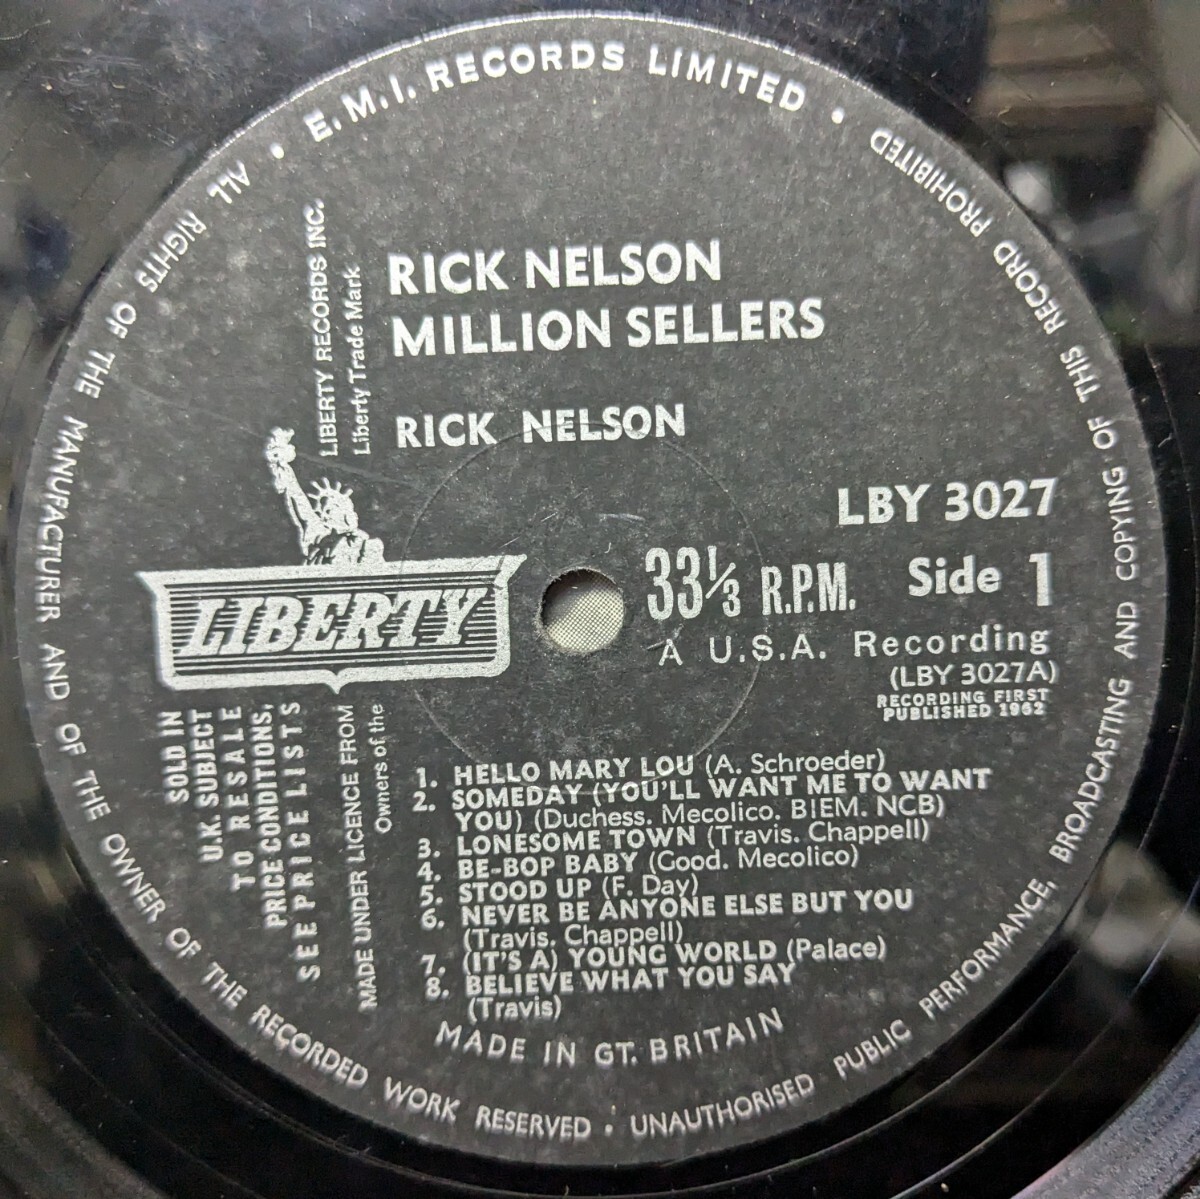 E.M.I. RECORDS LIMITED •
ALL RIGHTS OF THE MANUFACTURER AND OF THE OWNER OF THE RECORDED WORK RESERVED • UNAUTHORISED PUBLIC PERFORMANCE, BROADCASTING AND COPYING OF THIS RECORD PROHIBITED •
LIBERTY RECORDS INC.
Liberty Trade Mark
RICK NELSON
MILLION SELLERS
RICK NELSON
LBY 3027
33⅓ R.P.M. Side 1
A U.S.A. Recording
(LBY 3027A)
RECORDING FIRST
PUBLISHED 1962
LIBERTY
SOLD IN
U.K. SUBJECT
TO RESALE
PRICE CONDITIONS,
SEE PRICE LISTS
MADE UNDER LICENCE FROM
Owners of the
1. HELLO MARY LOU (A. Schroeder)
2. SOMEDAY (YOU'LL WANT ME TO WANT
YOU) (Duchess. Mecolico. BIEM. NCB)
3. LONESOME TOWN (Travis. Chappell)
4. BE-BOP BABY (Good. Mecolico)
5. STOOD UP (F. Day)
6. NEVER BE ANYONE ELSE BUT YOU
(Travis. Chappell)
7. (IT'S A) YOUNG WORLD (Palace)
8. BELIEVE WHAT YOU SAY
(Travis)
MADE IN GT. BRITAIN